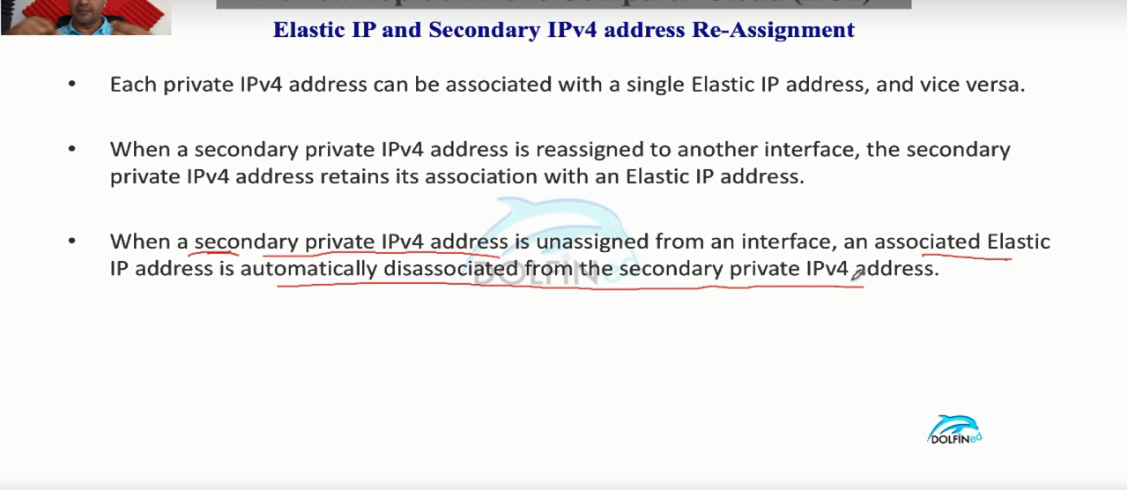 Elastic IP and Secondary IPv4 address Re-Assignment
• Each private IPv4 address can be associated with a single Elastic IP address, and vice versa.
• When a secondary private IPv4 address is reassigned to another interface, the secondary
private IPv4 address retains its association with an Elastic IP address.
• When a secondary private IPv4 address is unassigned from an interface, an associated Elastic
IP address is automatically disassociated from the secondary private IPv4 address.
DOLFIN
DOLFINed